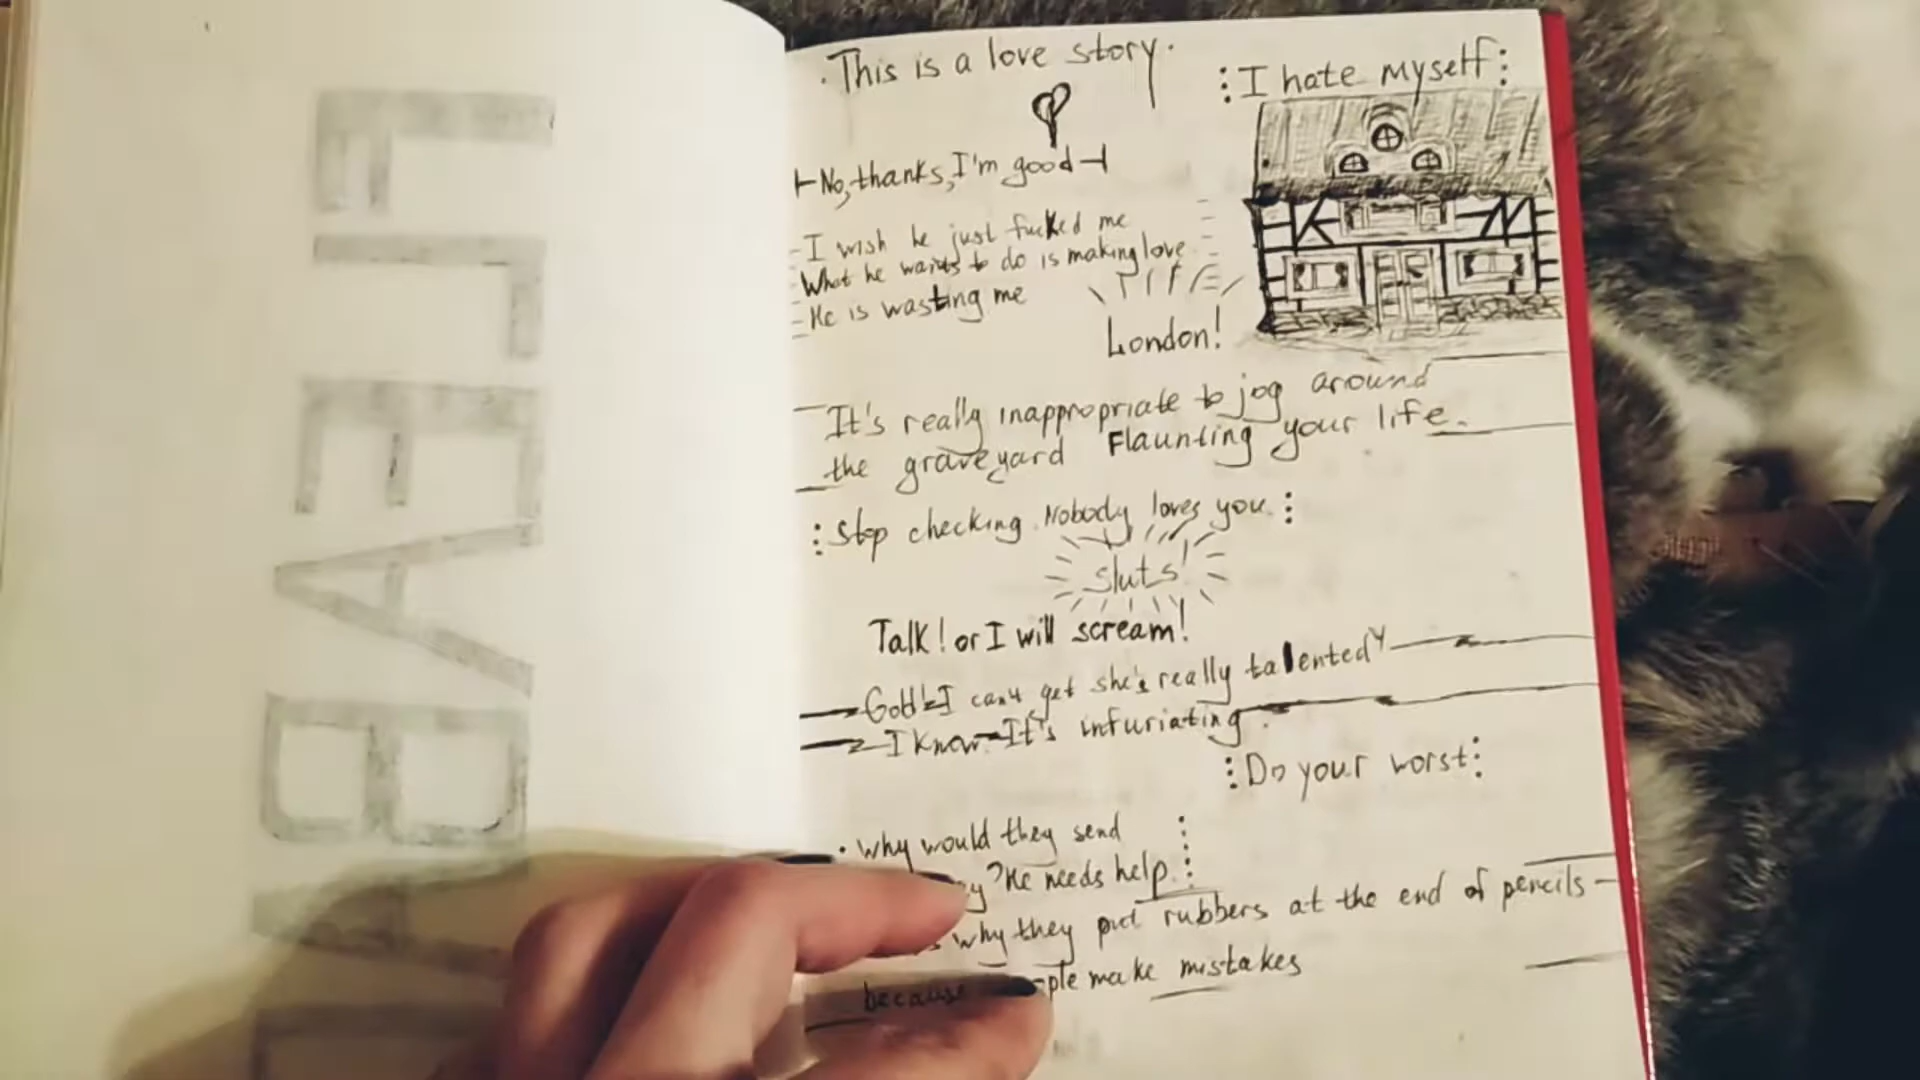 This is a love story.
I hate myself
No, thanks, I'm good
I wish he just fucked me
What he wants to do is making love
He is wasting me
London!
It's really inappropriate to jog around
the graveyard Flaunting your life.
Stop checking. Nobody loves you.
Sluts!
Talk! or I will scream!
I can't get she's really talented
I know. It's infuriating.
Do your worst
Why would they send
? He needs help.
why they put rubbers at the end of pencils
because make mistakes